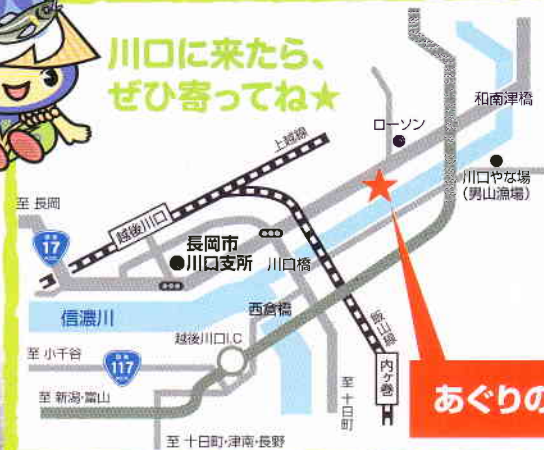 川口に来たら、
ぜひ寄ってね★
和南津橋
ローソン
上越線
川口やな場
(男山漁場)
至 長岡
越後川口
17
長岡市
川口支所
川口橋
信濃川
西倉橋
越後川口I.C
飯山線
至 小千谷
117
内ヶ巻
至 十日町
至 新潟・富山
あぐりの
至 十日町・津南・長野